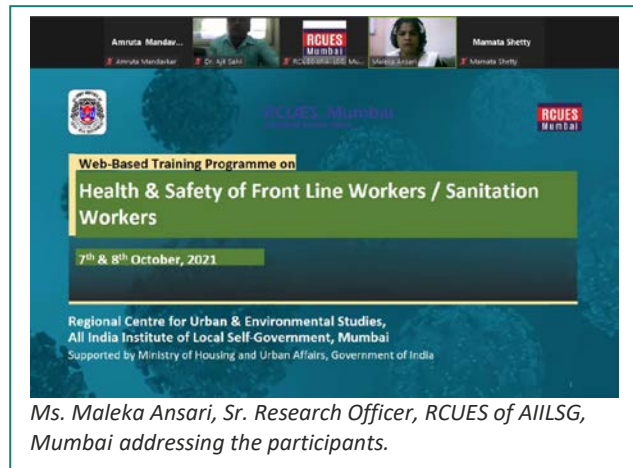 Amruta Mandav...
RCUES
Mumbai
Mamata Shetty
Amruta Mandavkar
Dr. Ajit Salvi
Maleka Ansari
Mamata Shetty
RCUES Mumbai
RCUES
Mumbai
Web-Based Training Programme on
Health & Safety of Front Line Workers / Sanitation
Workers
7th & 8th October, 2021
Regional Centre for Urban & Environmental Studies,
All India Institute of Local Self-Government, Mumbai
Supported by Ministry of Housing and Urban Affairs, Government of India
Ms. Maleka Ansari, Sr. Research Officer, RCUES of AIILSG,
Mumbai addressing the participants.